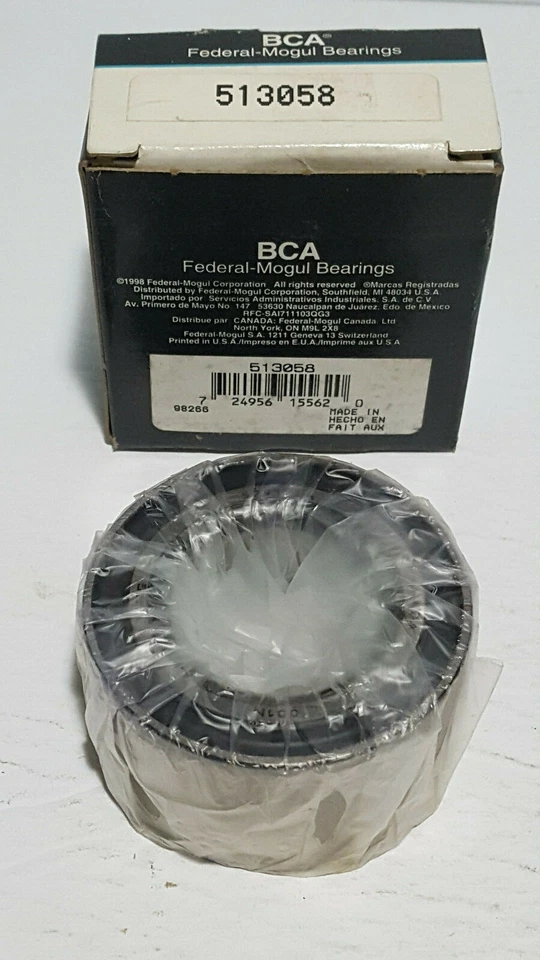 BCA®
Federal-Mogul Bearings
513058
BCA
Federal-Mogul Bearings
©1998 Federal-Mogul Corporation All rights reserved ®Marcas Registradas
Distributed by Federal-Mogul Corporation, Southfield, MI 48034 U.S.A
Importado por Servicios Administrativos Industriales, S.A. de C V
Av. Primero de Mayo No 147 53630 Naucalpan de Juárez, Edo de Mexico
RFC-SAI711103QG3
Distribue par CANADA: Federal-Mogul Canada. Ltd
North York, ON M9L 2X8
Federal-Mogul S.A. 1211 Geneva 13 Switzerland
Printed in U.S.A./Impreso en E.U.A./Imprimé aux U.S.A
513058
7 24956 15562 0
98266
MADE IN
HECHO EN
FAIT AUX